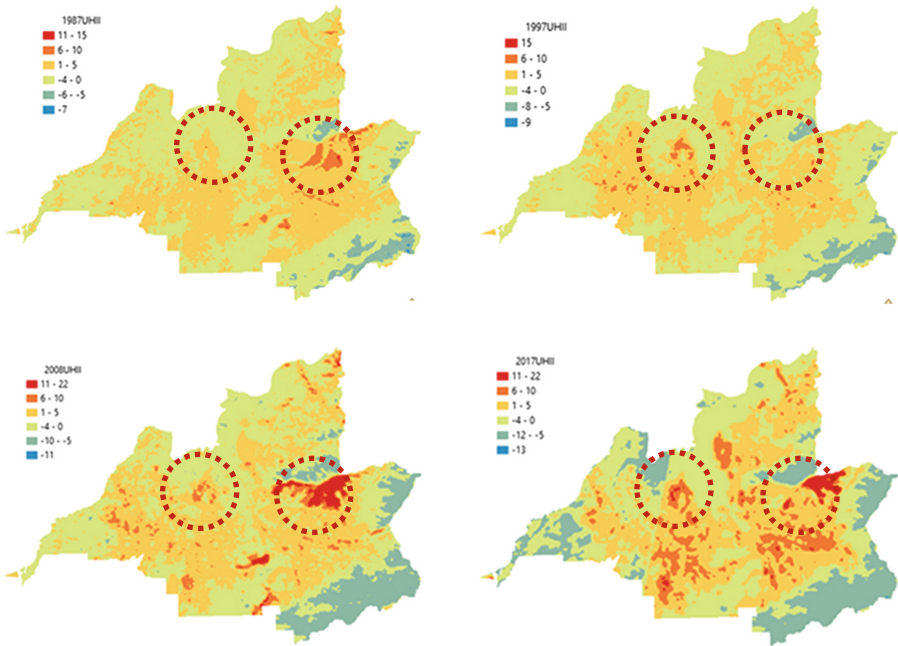 1987UHII
11 - 15
6 - 10
1 - 5
-4 - 0
-6 - -5
-7
1997UHII
15
6 - 10
1 - 5
-4 - 0
-8 - -5
-9
2008UHII
11 - 22
6 - 10
1 - 5
-4 - 0
-10 - -5
-11
2017UHII
11 - 22
6 - 10
1 - 5
-4 - 0
-12 - -5
-13